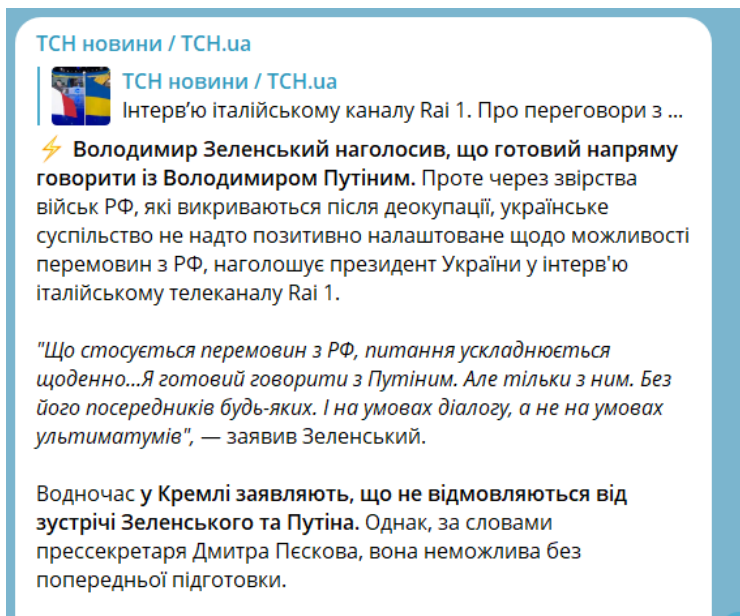 ТСН новини / ТСН.ua
ТСН новини / ТСН.ua
Інтерв’ю італійському каналу Rai 1. Про переговори з ...
⚡ Володимир Зеленський наголосив, що готовий напряму
говорити із Володимиром Путіним. Проте через звірства
військ РФ, які викриваються після деокупації, українське
суспільство не надто позитивно налаштоване щодо можливості
перемовин з РФ, наголошує президент України у інтерв'ю
італійському телеканалу Rai 1.
"Що стосується перемовин з РФ, питання ускладнюється
щоденно...Я готовий говорити з Путіним. Але тільки з ним. Без
його посередників будь-яких. І на умовах діалогу, а не на умовах
ультиматумів", — заявив Зеленський.
Водночас у Кремлі заявляють, що не відмовляються від
зустрічі Зеленського та Путіна. Однак, за словами
прессекретаря Дмитра Пєскова, вона неможлива без
попередньої підготовки.